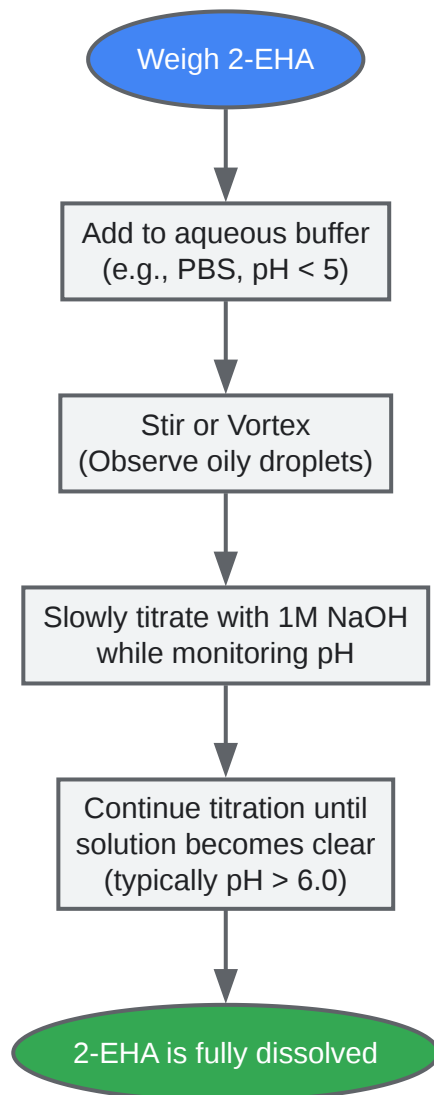 Weigh 2-EHA
Add to aqueous buffer
(e.g., PBS, pH < 5)
Stir or Vortex
(Observe oily droplets)
Slowly titrate with 1M NaOH
while monitoring pH
Continue titration until
solution becomes clear
(typically pH > 6.0)
2-EHA is fully dissolved